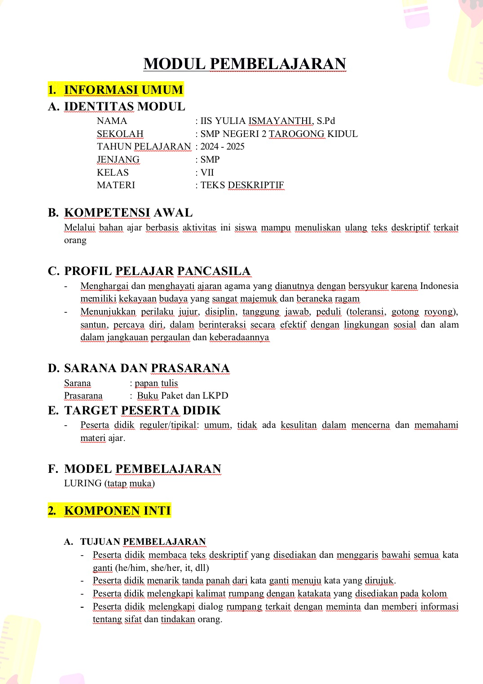 MODUL PEMBELAJARAN
1. INFORMASI UMUM
A. IDENTITAS MODUL
NAMA : IIS YULIA ISMAYANTHI, S.Pd
SEKOLAH : SMP NEGERI 2 TAROGONG KIDUL
TAHUN PELAJARAN : 2024 - 2025
JENJANG : SMP
KELAS : VII
MATERI : TEKS DESKRIPTIF
B. KOMPETENSI AWAL
Melalui bahan ajar berbasis aktivitas ini siswa mampu menuliskan ulang teks deskriptif terkait
orang
C. PROFIL PELAJAR PANCASILA
- Menghargai dan menghayati ajaran agama yang dianutnya dengan bersyukur karena Indonesia
memiliki kekayaan budaya yang sangat majemuk dan beraneka ragam
- Menunjukkan perilaku jujur, disiplin, tanggung jawab, peduli (toleransi, gotong royong),
santun, percaya diri, dalam berinteraksi secara efektif dengan lingkungan sosial dan alam
dalam jangkauan pergaulan dan keberadaannya
D. SARANA DAN PRASARANA
Sarana : papan tulis
Prasarana : Buku Paket dan LKPD
E. TARGET PESERTA DIDIK
- Peserta didik reguler/tipikal: umum, tidak ada kesulitan dalam mencerna dan memahami
materi ajar.
F. MODEL PEMBELAJARAN
LURING (tatap muka)
2. KOMPONEN INTI
A. TUJUAN PEMBELAJARAN
- Peserta didik membaca teks deskriptif yang disediakan dan menggaris bawahi semua kata
ganti (he/him, she/her, it, dll)
- Peserta didik menarik tanda panah dari kata ganti menuju kata yang dirujuk.
- Peserta didik melengkapi kalimat rumpang dengan katakata yang disediakan pada kolom
- Peserta didik melengkapi dialog rumpang terkait dengan meminta dan memberi informasi
tentang sifat dan tindakan orang.